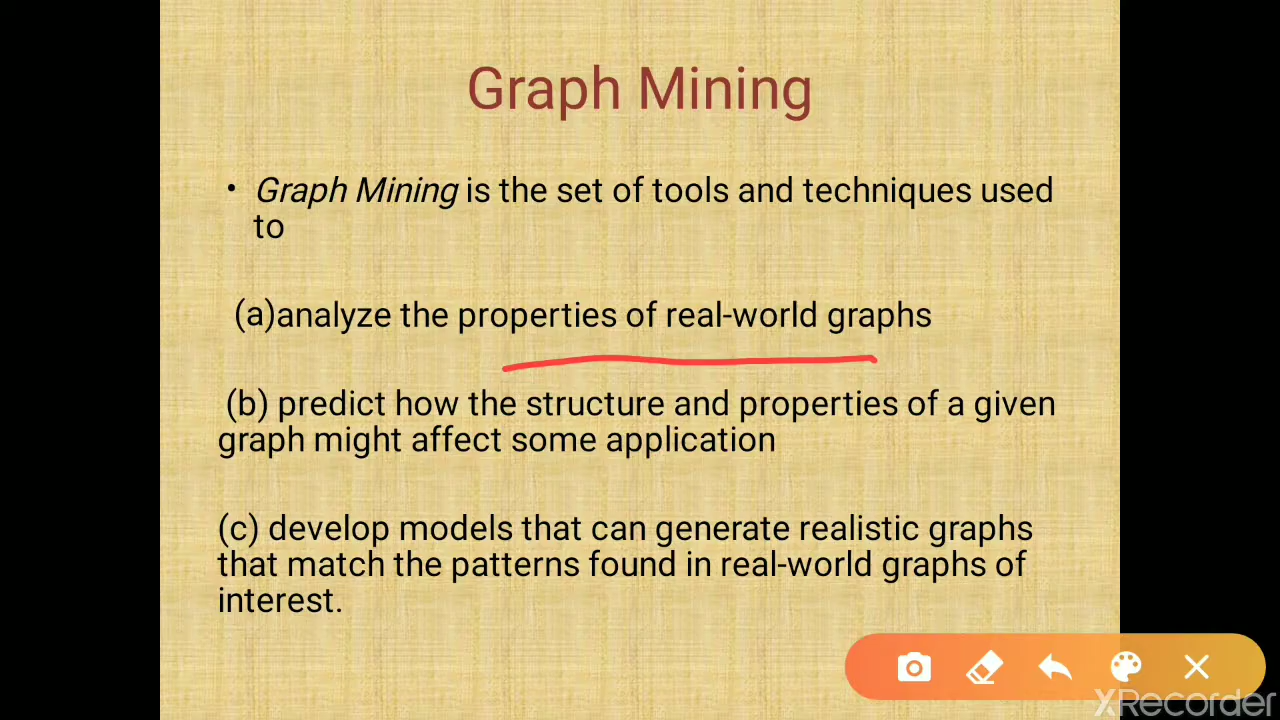 Graph Mining
• Graph Mining is the set of tools and techniques used
to
(a)analyze the properties of real-world graphs
(b) predict how the structure and properties of a given
graph might affect some application
(c) develop models that can generate realistic graphs
that match the patterns found in real-world graphs of
interest.
XRecorder